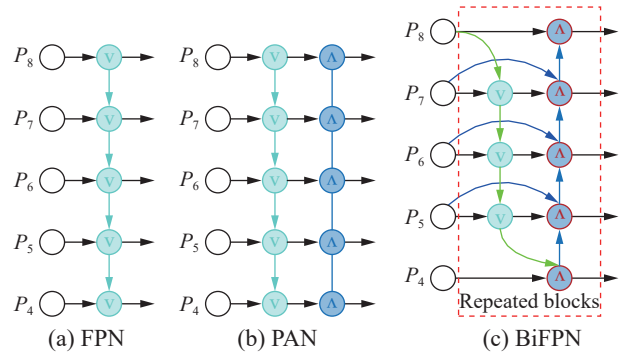 P8 V P8 V Λ P8 Λ
P7 V P7 V Λ P7 V Λ
P6 V P6 V Λ P6 V Λ
P5 V P5 V Λ P5 V Λ
P4 V P4 V Λ P4 Λ
Repeated blocks
(a) FPN (b) PAN (c) BiFPN